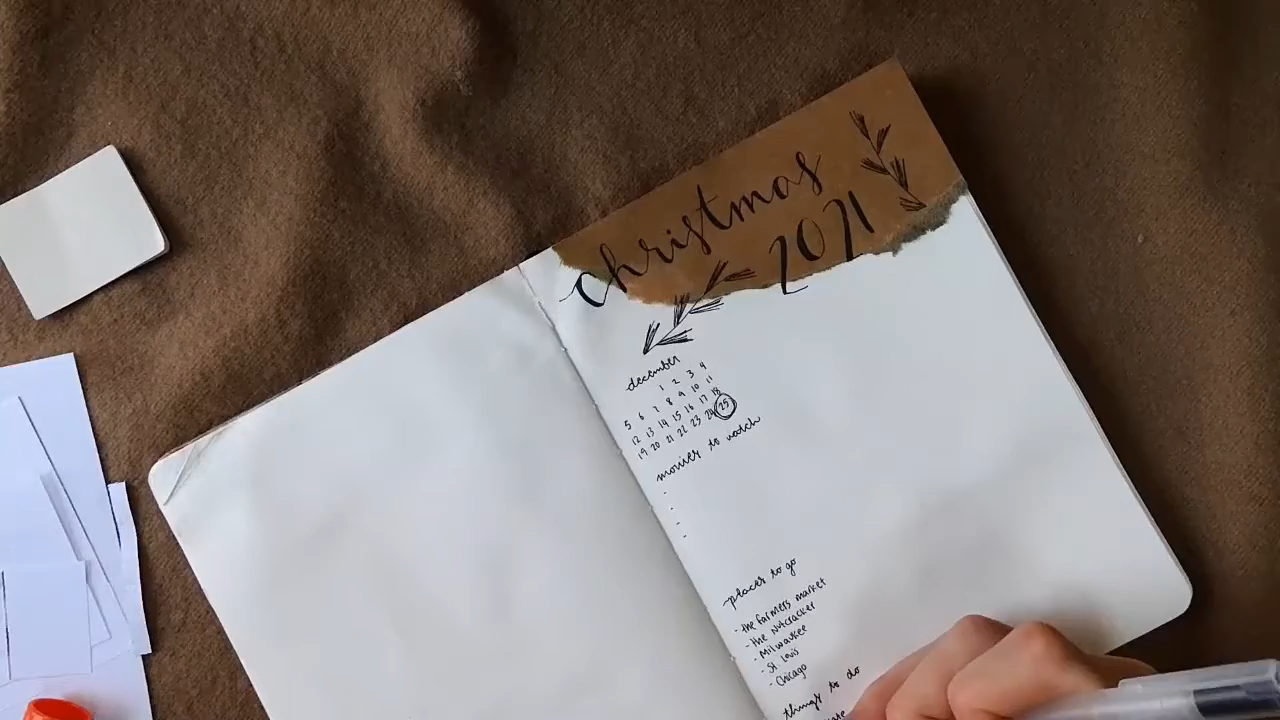 christmas
2021
december
1 2 3 4
5 6 7 8 9 10 11
12 13 14 15 16 17 18
19 20 21 22 23 24 25
movies to watch
-
-
-
-
places to go
- the farmers market
- the Nutcracker
- Milwaukee
- St Louis
- Chicago
things to do